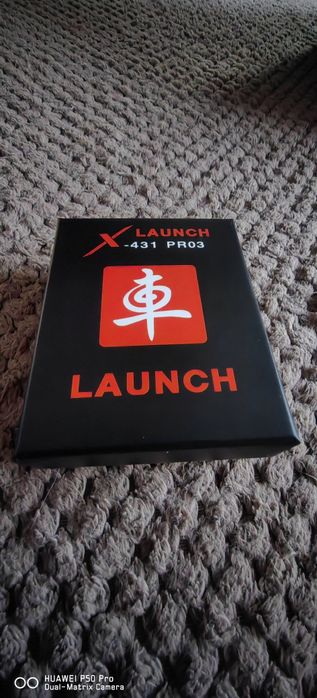 LAUNCH
X-431 PRO3
車
LAUNCH
HUAWEI P50 Pro
Dual-Matrix Camera